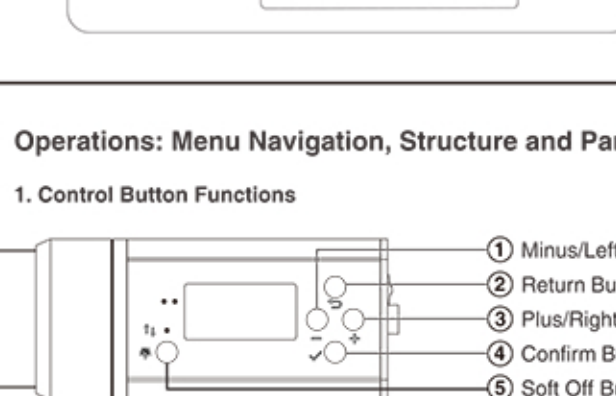 Operations: Menu Navigation, Structure and Par
1. Control Button Functions
① Minus/Left
② Return Bu
③ Plus/Right
④ Confirm B
⑤ Soft Off Bu